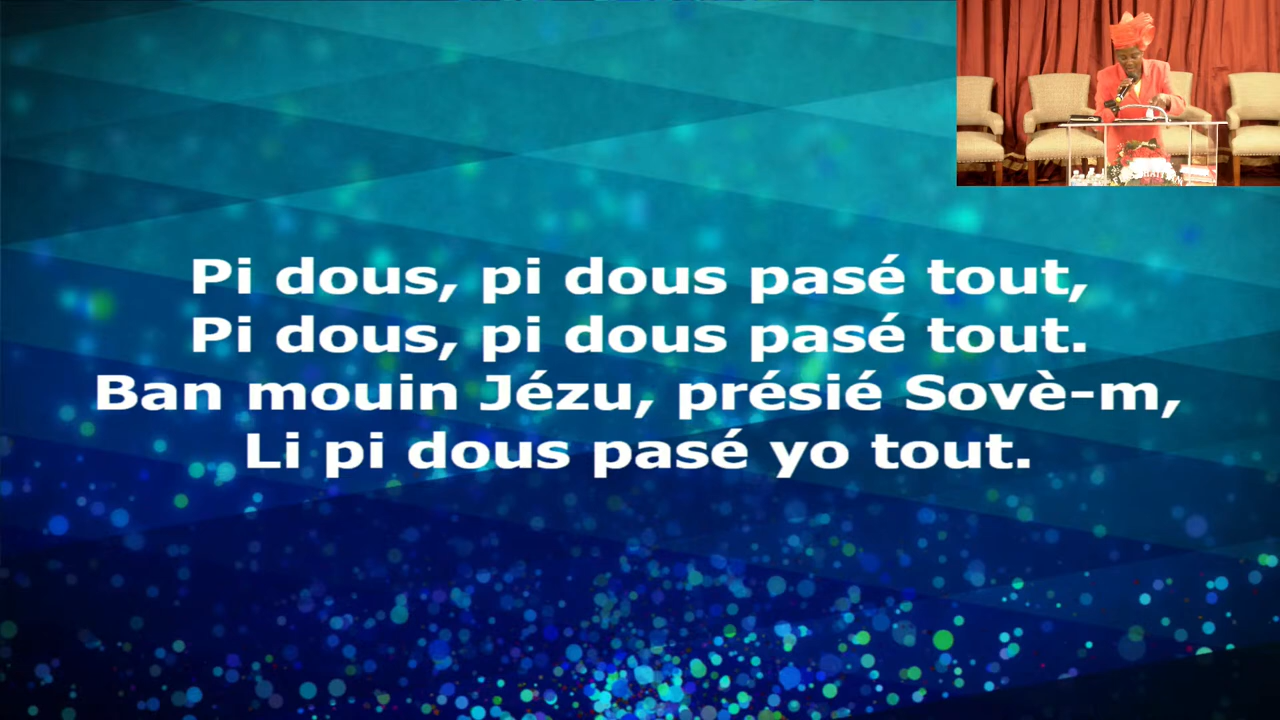 Pi dous, pi dous pasé tout,
Pi dous, pi dous pasé tout.
Ban mouin Jézu, présié Sovè-m,
Li pi dous pasé yo tout.